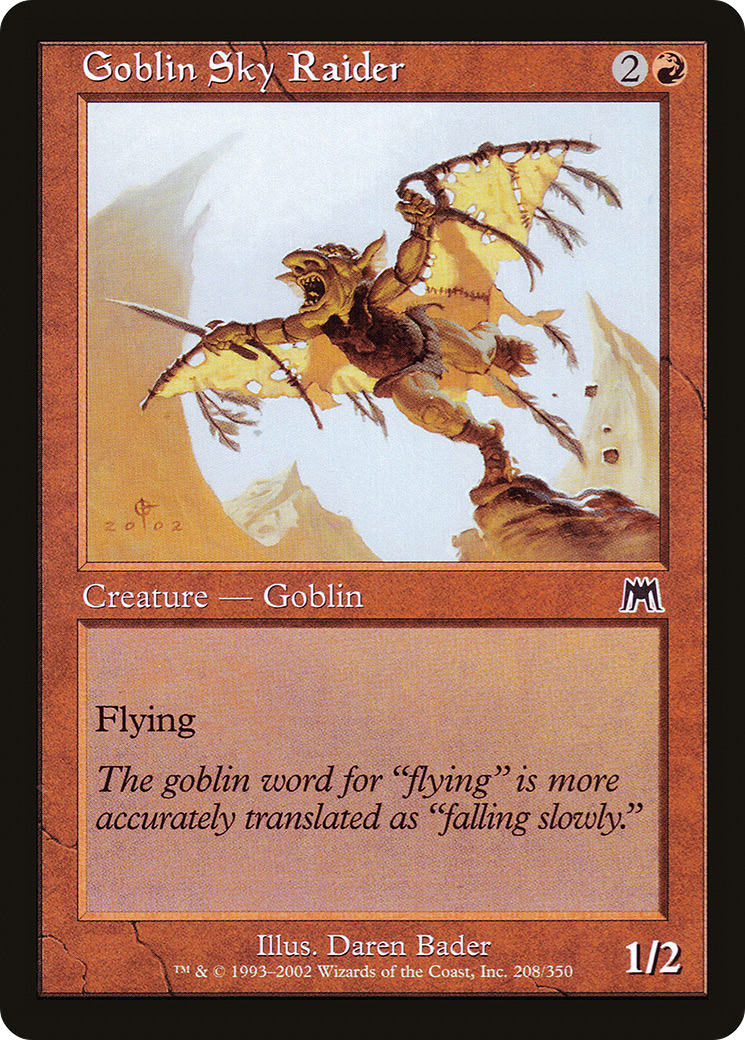 Goblin Sky Raider 2
2002
Creature — Goblin
Flying
The goblin word for “flying” is more
accurately translated as “falling slowly.”
Illus. Daren Bader
™ & © 1993–2002 Wizards of the Coast, Inc. 208/350
1/2